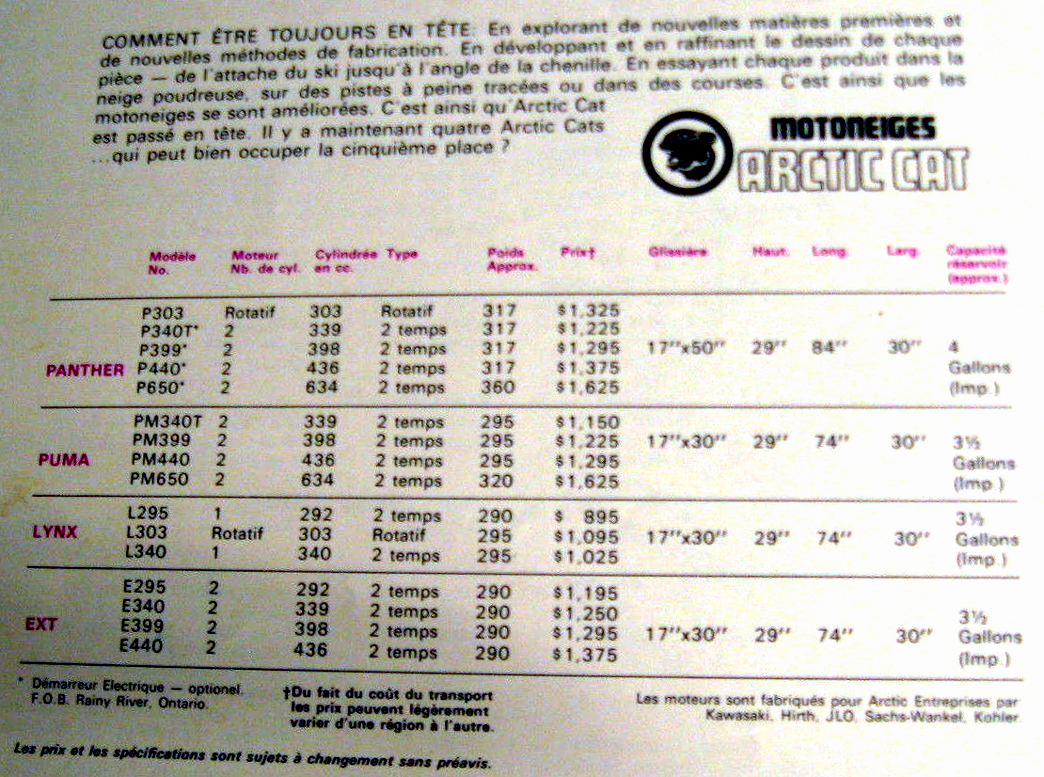 COMMENT ÊTRE TOUJOURS EN TÊTE: En explorant de nouvelles matières premières et
de nouvelles méthodes de fabrication. En développant et en raffinant le dessin de chaque
pièce — de l'attache du ski jusqu'à l'angle de la chenille. En essayant chaque produit dans la
neige poudreuse, sur des pistes à peine tracées ou dans des courses. C'est ainsi que les
motoneiges se sont améliorées. C'est ainsi qu'Arctic Cat
est passé en tête. Il y a maintenant quatre Arctic Cats
...qui peut bien occuper la cinquième place ?
MOTONEIGES
ARCTIC CAT
Modèle No. Moteur Nb. de cyl. Cylindrée en cc. Type Poids Approx. Prix† Glissière Haut. Long. Larg. Capacité réservoir (approx.)
PANTHER
P303 Rotatif 303 Rotatif 317 $1,325
P340T* 2 339 2 temps 317 $1,225
P399* 2 398 2 temps 317 $1,295 17"x50" 29" 84" 30" 4
P440* 2 436 2 temps 317 $1,375 Gallons
P650* 2 634 2 temps 360 $1,625 (Imp.)
PUMA
PM340T 2 339 2 temps 295 $1,150
PM399 2 398 2 temps 295 $1,225 17"x30" 29" 74" 30" 3½
PM440 2 436 2 temps 295 $1,295 Gallons
PM650 2 634 2 temps 320 $1,625 (Imp.)
LYNX
L295 1 292 2 temps 290 $ 895 3½
L303 Rotatif 303 Rotatif 295 $1,095 17"x30" 29" 74" 30" Gallons
L340 1 340 2 temps 295 $1,025 (Imp.)
EXT
E295 2 292 2 temps 290 $1,195
E340 2 339 2 temps 290 $1,250 3½
E399 2 398 2 temps 290 $1,295 17"x30" 29" 74" 30" Gallons
E440 2 436 2 temps 290 $1,375 (Imp.)
* Démarreur Electrique — optionel.
F.O.B. Rainy River, Ontario.
†Du fait du coût du transport
les prix peuvent légèrement
varier d'une région à l'autre.
Les moteurs sont fabriqués pour Arctic Entreprises par
Kawasaki, Hirth, JLO, Sachs-Wankel, Kohler.
Les prix et les spécifications sont sujets à changement sans préavis.